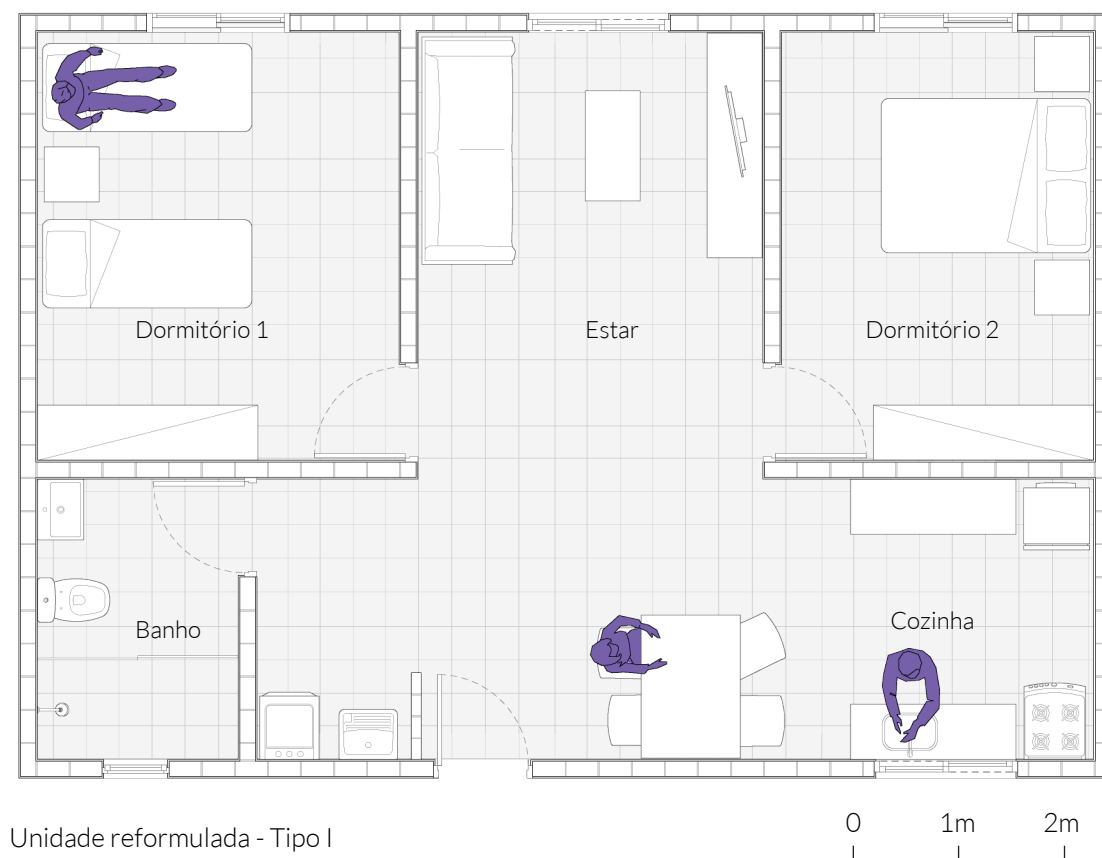 Dormitório 1
Estar
Dormitório 2
Banho
Cozinha
Unidade reformulada - Tipo I
0 1m 2m